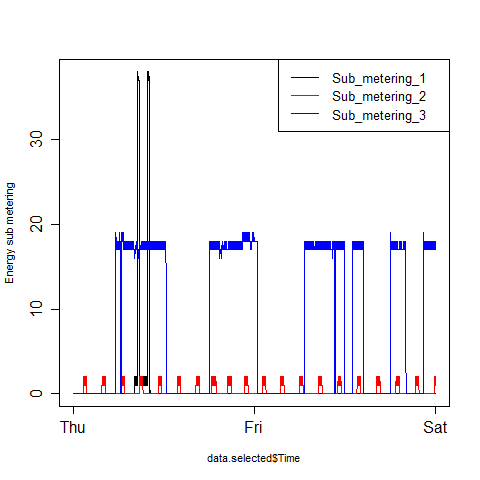 Sub_metering_1
Sub_metering_2
Sub_metering_3
Energy sub metering
30
20
10
0
Thu Fri Sat
data.selected$Time